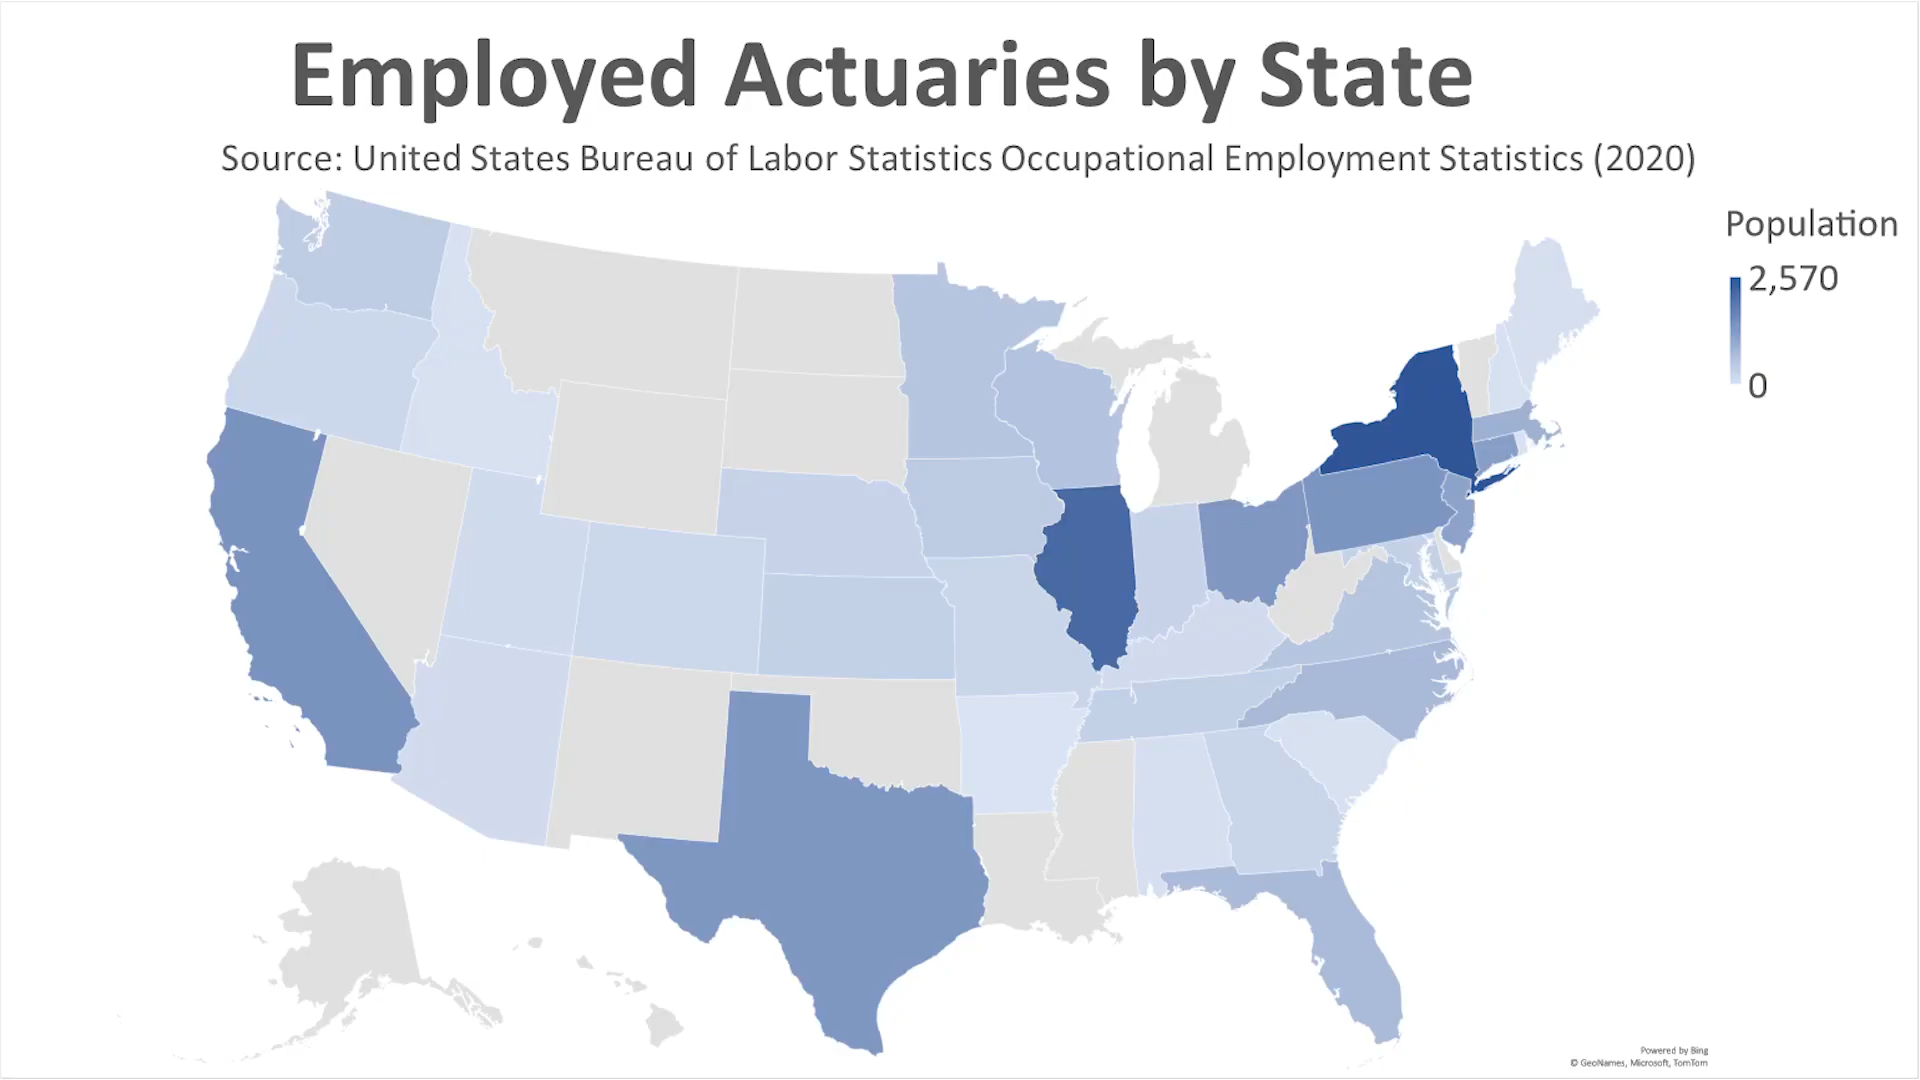 Employed Actuaries by State
Source: United States Bureau of Labor Statistics Occupational Employment Statistics (2020)
Population
2,570
0
Powered by Bing
© GeoNames, Microsoft, TomTom